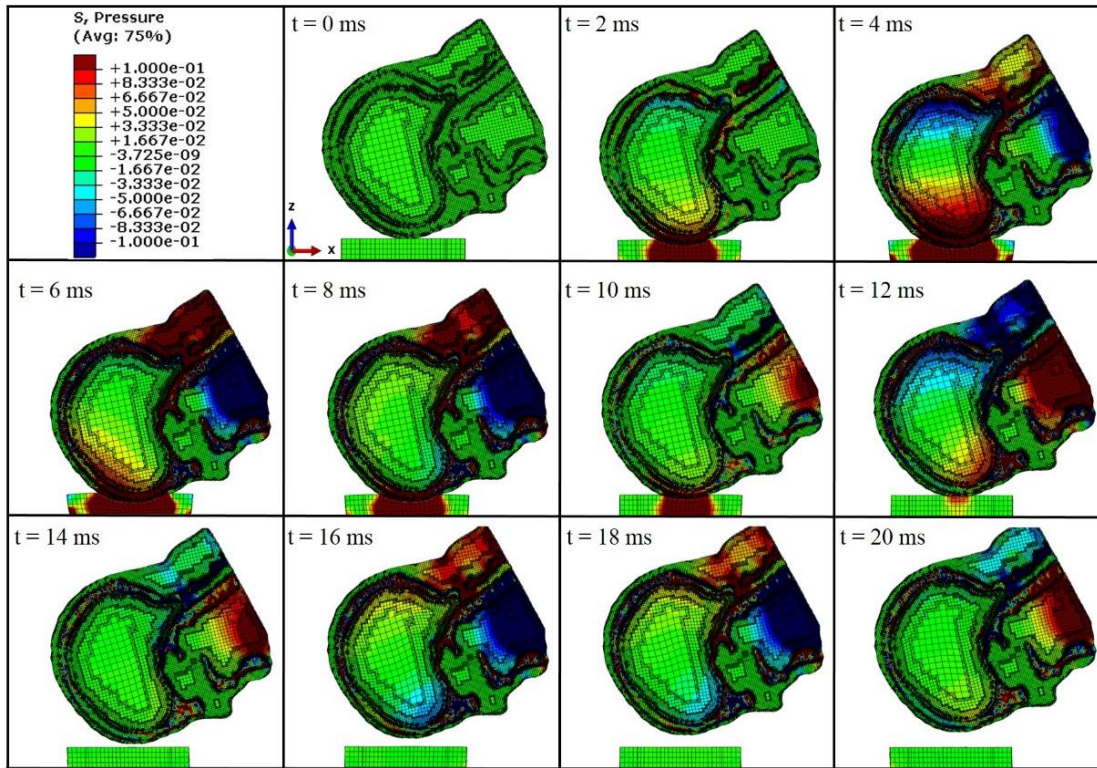 S, Pressure
(Avg: 75%)
+1.000e-01
+8.333e-02
+6.667e-02
+5.000e-02
+3.333e-02
+1.667e-02
-3.725e-09
-1.667e-02
-3.333e-02
-5.000e-02
-6.667e-02
-8.333e-02
-1.000e-01
t = 0 ms
z
x
t = 2 ms
t = 4 ms
t = 6 ms
t = 8 ms
t = 10 ms
t = 12 ms
t = 14 ms
t = 16 ms
t = 18 ms
t = 20 ms